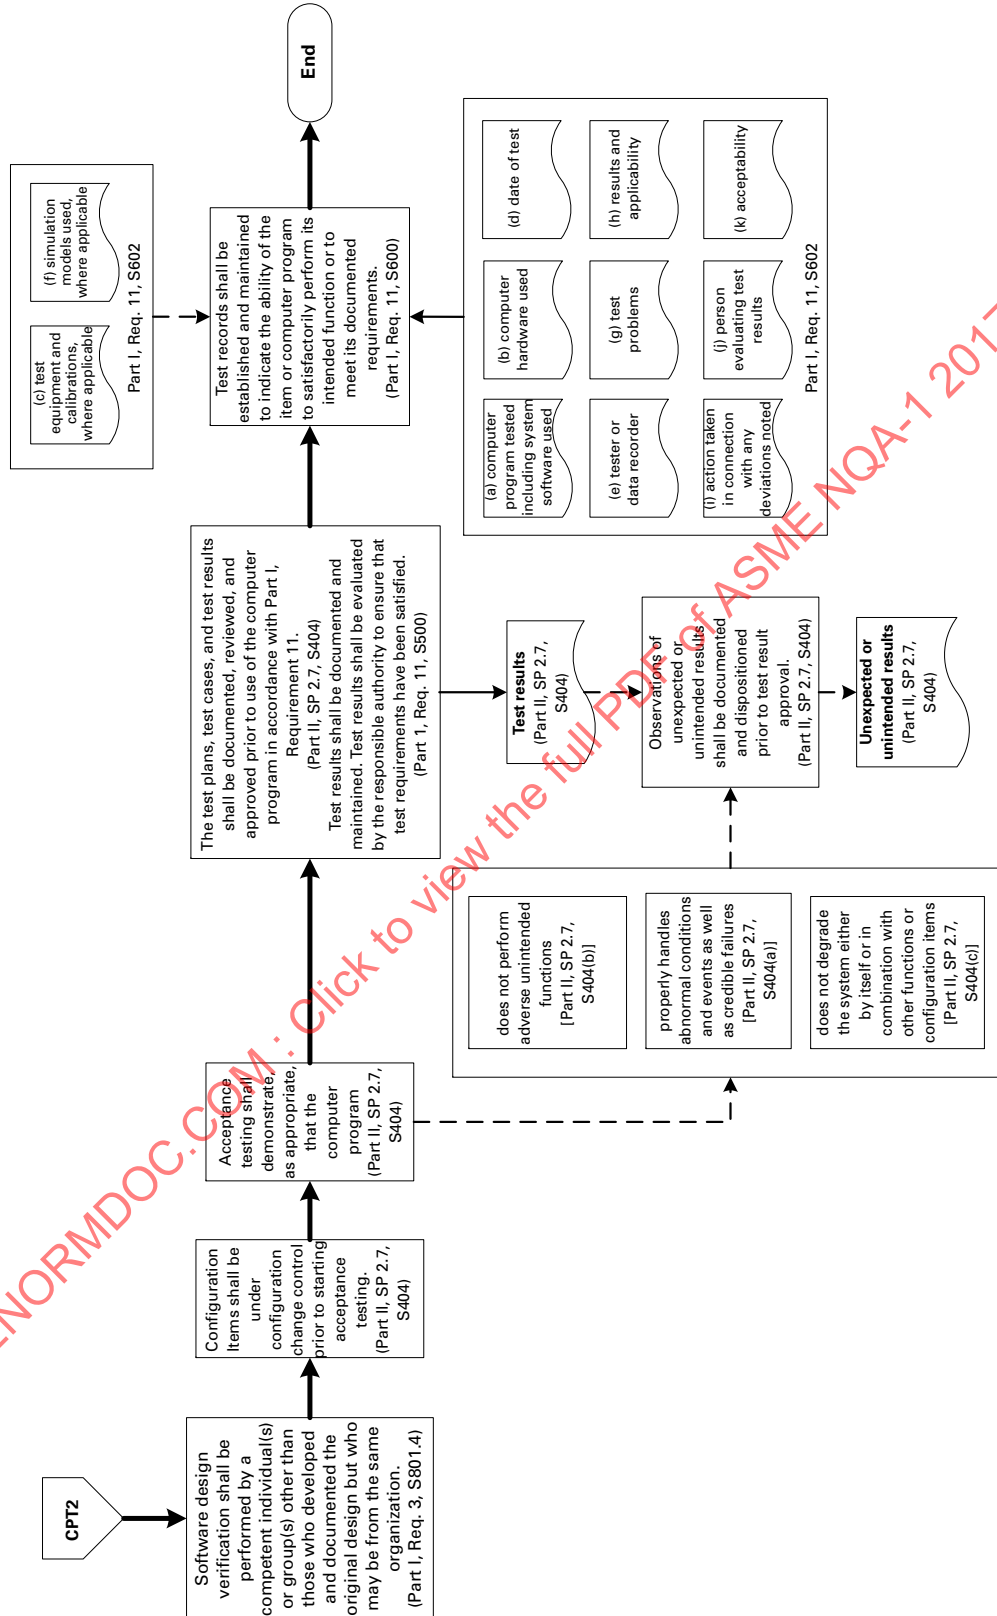 CPT2
Software design
verification shall be
performed by a
competent individual(s)
or group(s) other than
those who developed
and documented the
original design but who
may be from the same
organization.
(Part I, Req. 3, S801.4)
Configuration
Items shall be
under
configuration
change control
prior to starting
acceptance
testing.
(Part II, SP 2.7,
S404)
Acceptance
testing shall
demonstrate,
as appropriate,
that the
computer
program
(Part II, SP 2.7,
S404)
does not perform
adverse unintended
functions
[Part II, SP 2.7,
S404(b)]
properly handles
abnormal conditions
and events as well
as credible failures
[Part II, SP 2.7,
S404(a)]
does not degrade
the system either
by itself or in
combination with
other functions or
configuration items
[Part II, SP 2.7,
S404(c)]
The test plans, test cases, and test results
shall be documented, reviewed, and
approved prior to use of the computer
program in accordance with Part I,
Requirement 11.
(Part II, SP 2.7, S404)
Test results shall be documented and
maintained. Test results shall be evaluated
by the responsible authority to ensure that
test requirements have been satisfied.
(Part 1, Req. 11, S500)
Test results
(Part II, SP 2.7,
S404)
Observations of
unexpected or
unintended results
shall be documented
and dispositioned
prior to test result
approval.
(Part II, SP 2.7, S404)
Unexpected or
unintended results
(Part II, SP 2.7,
S404)
(c) test
equipment and
calibrations,
where applicable
(f) simulation
models used,
where applicable
Part I, Req. 11, S602
Test records shall be
established and maintained
to indicate the ability of the
item or computer program
to satisfactorily perform its
intended function or to
meet its documented
requirements.
(Part I, Req. 11, S600)
(a) computer
program tested
including system
software used
(b) computer
hardware used
(d) date of test
(e) tester or
data recorder
(g) test
problems
(h) results and
applicability
(i) action taken
in connection
with any
deviations noted
(j) person
evaluating test
results
(k) acceptability
Part I, Req. 11, S602
End
NORMDOC.COM : Click to view the full PDF of ASME NQA-1 201